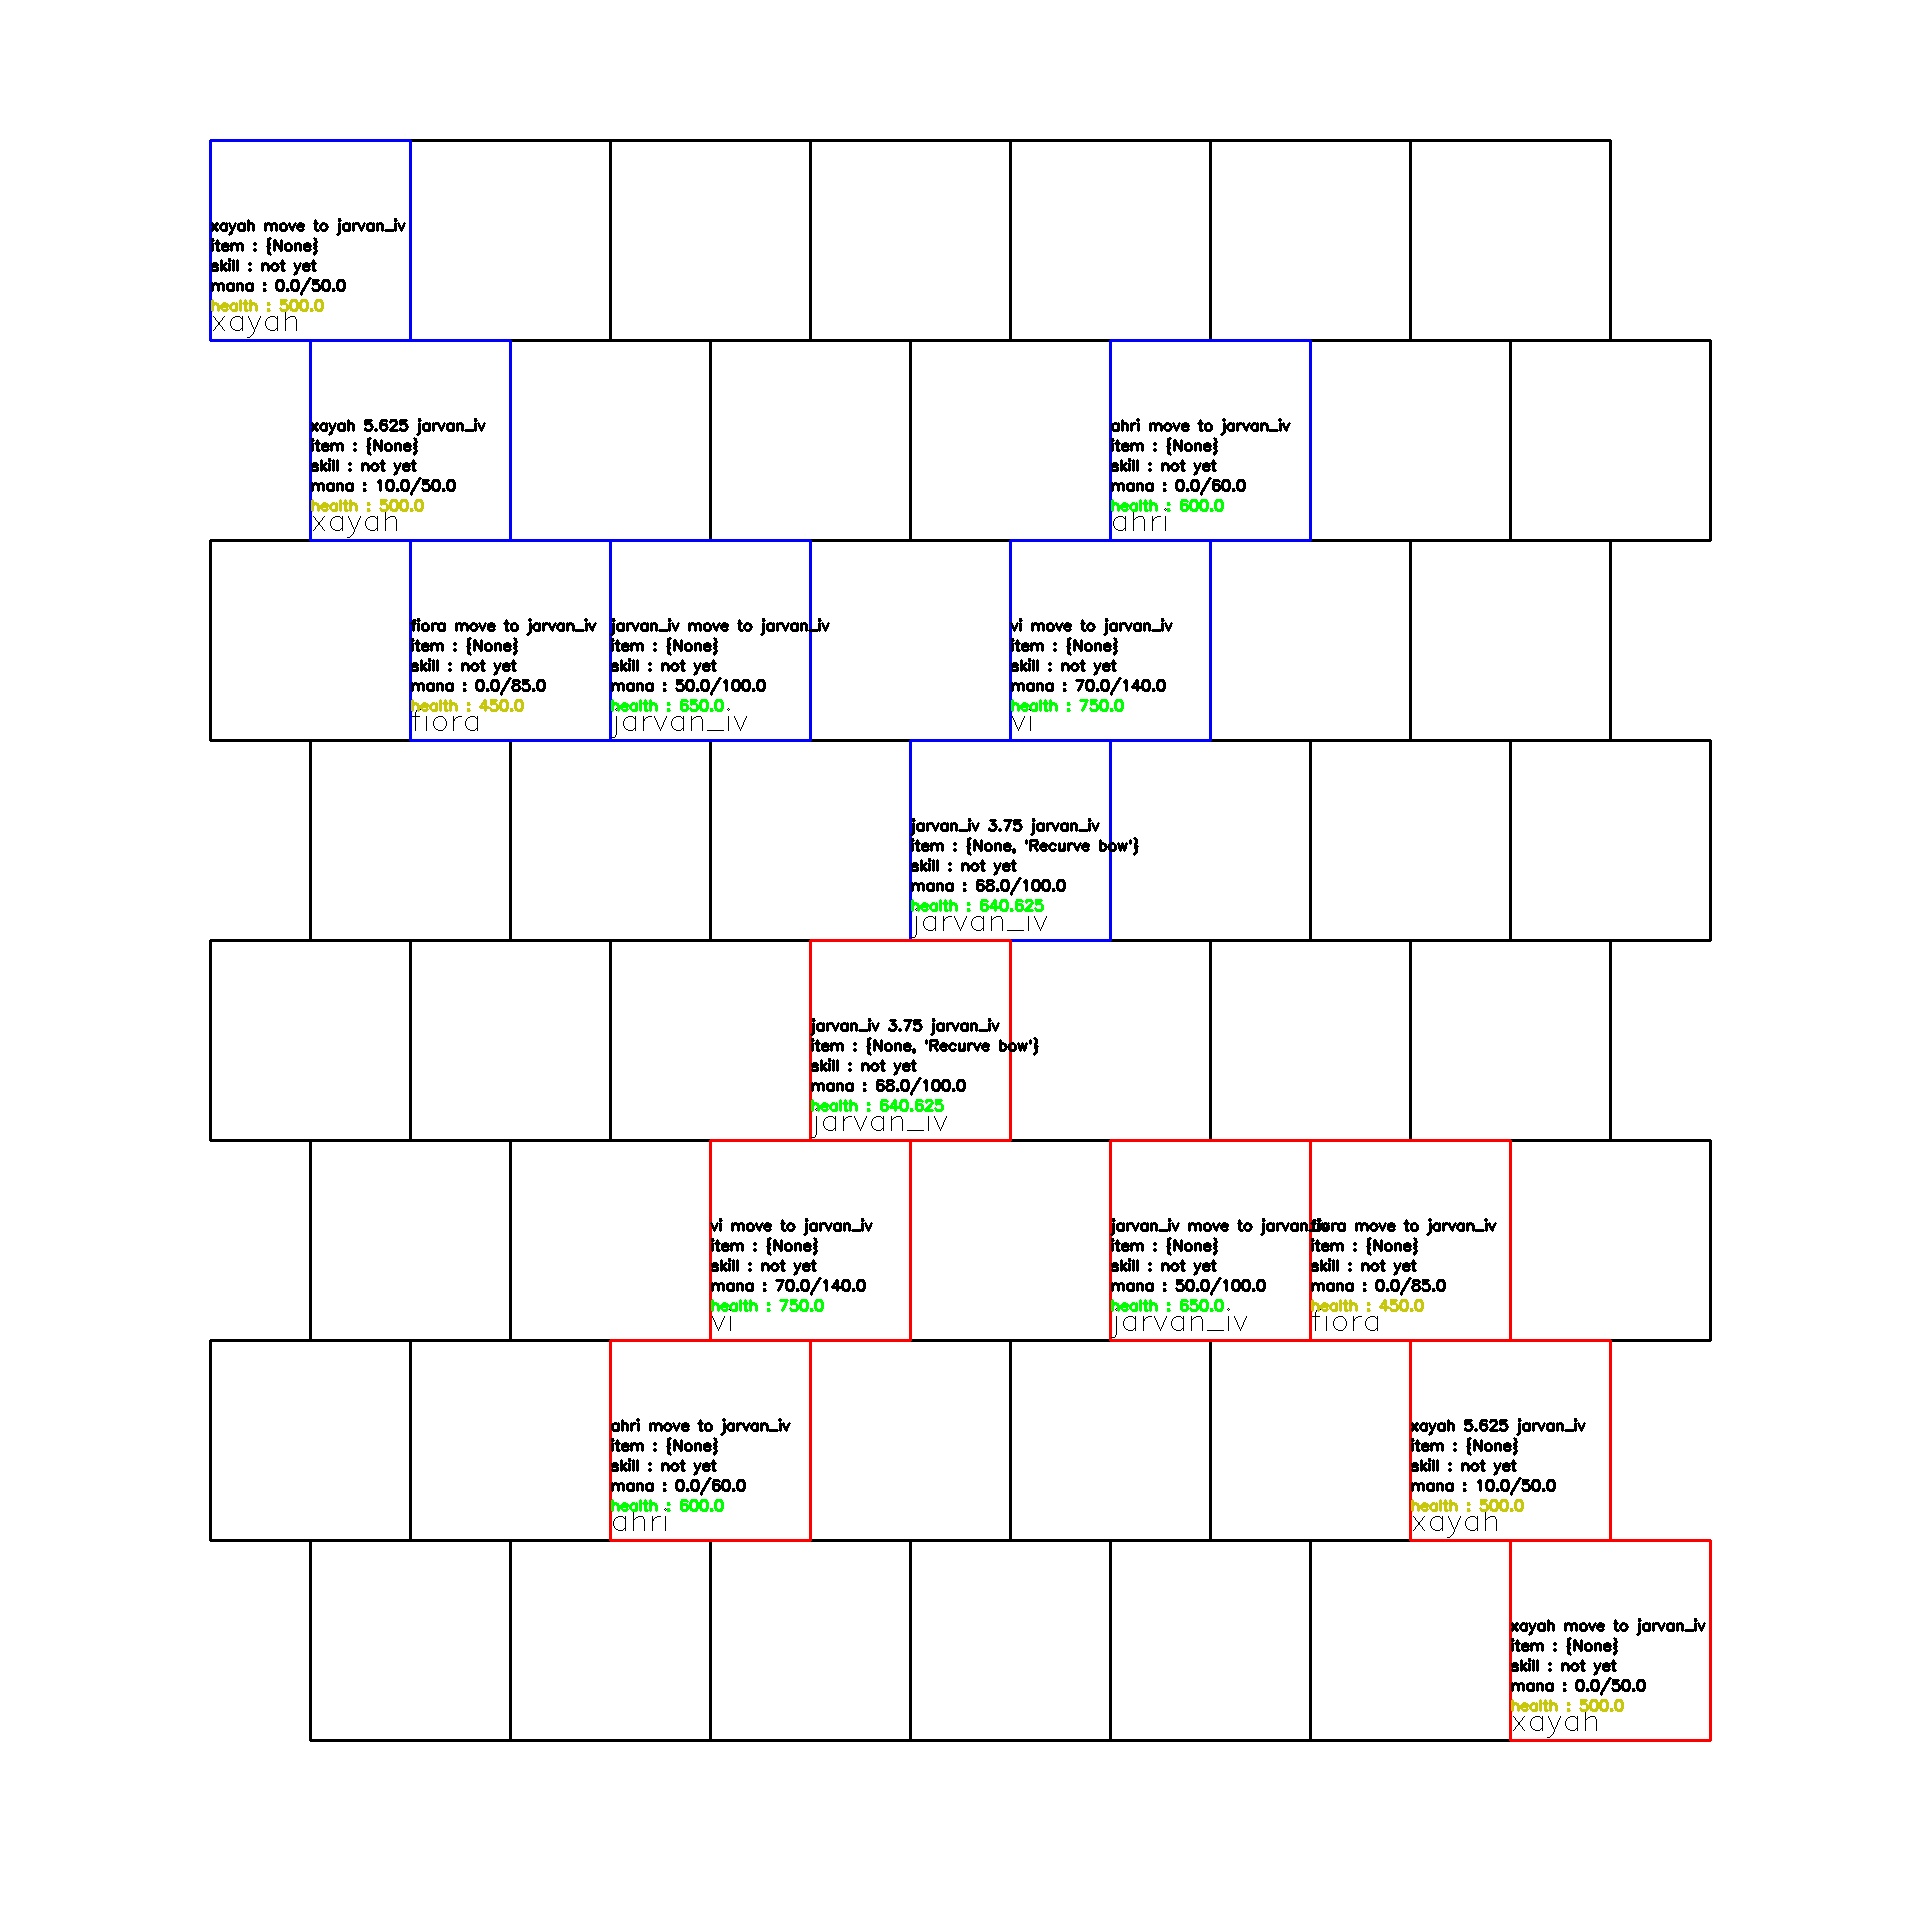 xayah move to jarvan_iv
item : {None}
skill : not yet
mana : 0.0/50.0
health : 500.0
xayah
xayah 5.625 jarvan_iv
item : {None}
skill : not yet
mana : 10.0/50.0
health : 500.0
xayah
ahri move to jarvan_iv
item : {None}
skill : not yet
mana : 0.0/60.0
health : 600.0
ahri
fiora move to jarvan_iv
item : {None}
skill : not yet
mana : 0.0/85.0
health : 450.0
fiora
jarvan_iv move to jarvan_iv
item : {None}
skill : not yet
mana : 50.0/100.0
health : 650.0
jarvan_iv
vi move to jarvan_iv
item : {None}
skill : not yet
mana : 70.0/140.0
health : 750.0
vi
jarvan_iv 3.75 jarvan_iv
item : {None, 'Recurve bow'}
skill : not yet
mana : 68.0/100.0
health : 640.625
jarvan_iv
jarvan_iv 3.75 jarvan_iv
item : {None, 'Recurve bow'}
skill : not yet
mana : 68.0/100.0
health : 640.625
jarvan_iv
vi move to jarvan_iv
item : {None}
skill : not yet
mana : 70.0/140.0
health : 750.0
vi
jarvan_iv move to jarvan_iv
item : {None}
skill : not yet
mana : 50.0/100.0
health : 650.0
jarvan_iv
fiora move to jarvan_iv
item : {None}
skill : not yet
mana : 0.0/85.0
health : 450.0
fiora
ahri move to jarvan_iv
item : {None}
skill : not yet
mana : 0.0/60.0
health : 600.0
ahri
xayah 5.625 jarvan_iv
item : {None}
skill : not yet
mana : 10.0/50.0
health : 500.0
xayah
xayah move to jarvan_iv
item : {None}
skill : not yet
mana : 0.0/50.0
health : 500.0
xayah